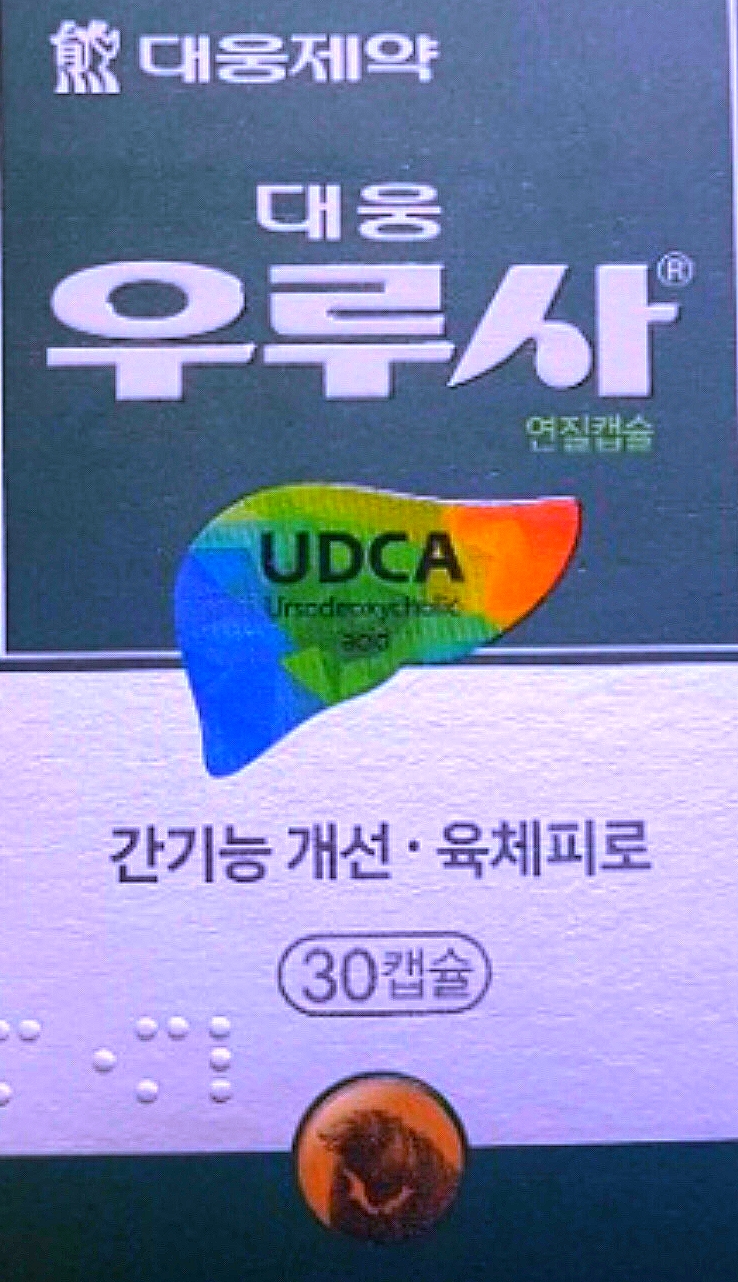 熊 대웅제약
대웅
우루사®
연질캡슐
UDCA
Ursodeoxycholic
acid
간기능 개선 · 육체피로
30캡슐